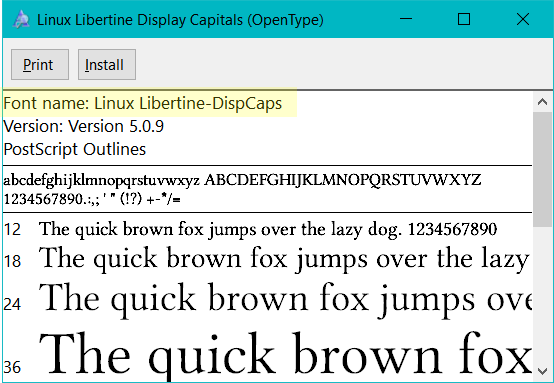 Linux Libertine Display Capitals (OpenType)
Print Install
Font name: Linux Libertine-DispCaps
Version: Version 5.0.9
PostScript Outlines
abcdefghijklmnopqrstuvwxyz ABCDEFGHIJKLMNOPQRSTUVWXYZ
1234567890.:,; ' " (!?) +-*/=
12 The quick brown fox jumps over the lazy dog. 1234567890
18 The quick brown fox jumps over the lazy
24 The quick brown fox jumps ove
36 The quick brown fox